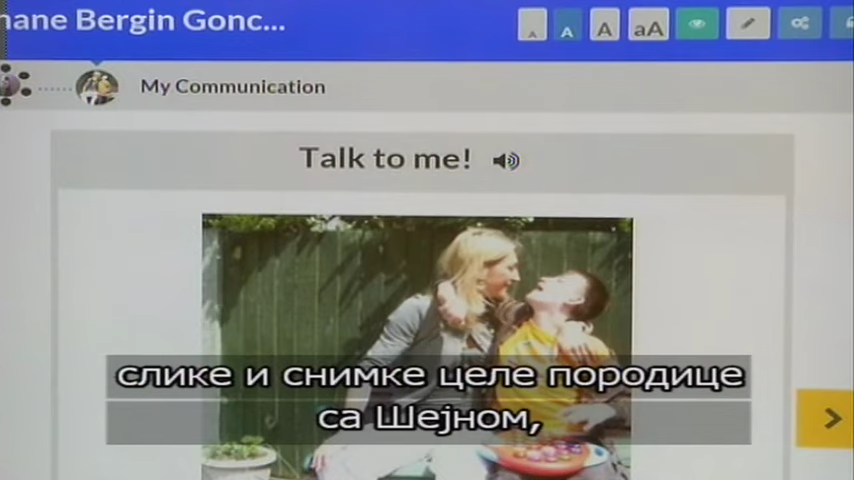 hane Bergin Gonc...
A A A aA
My Communication
Talk to me!
слике и снимке целе породице
са Шејном,